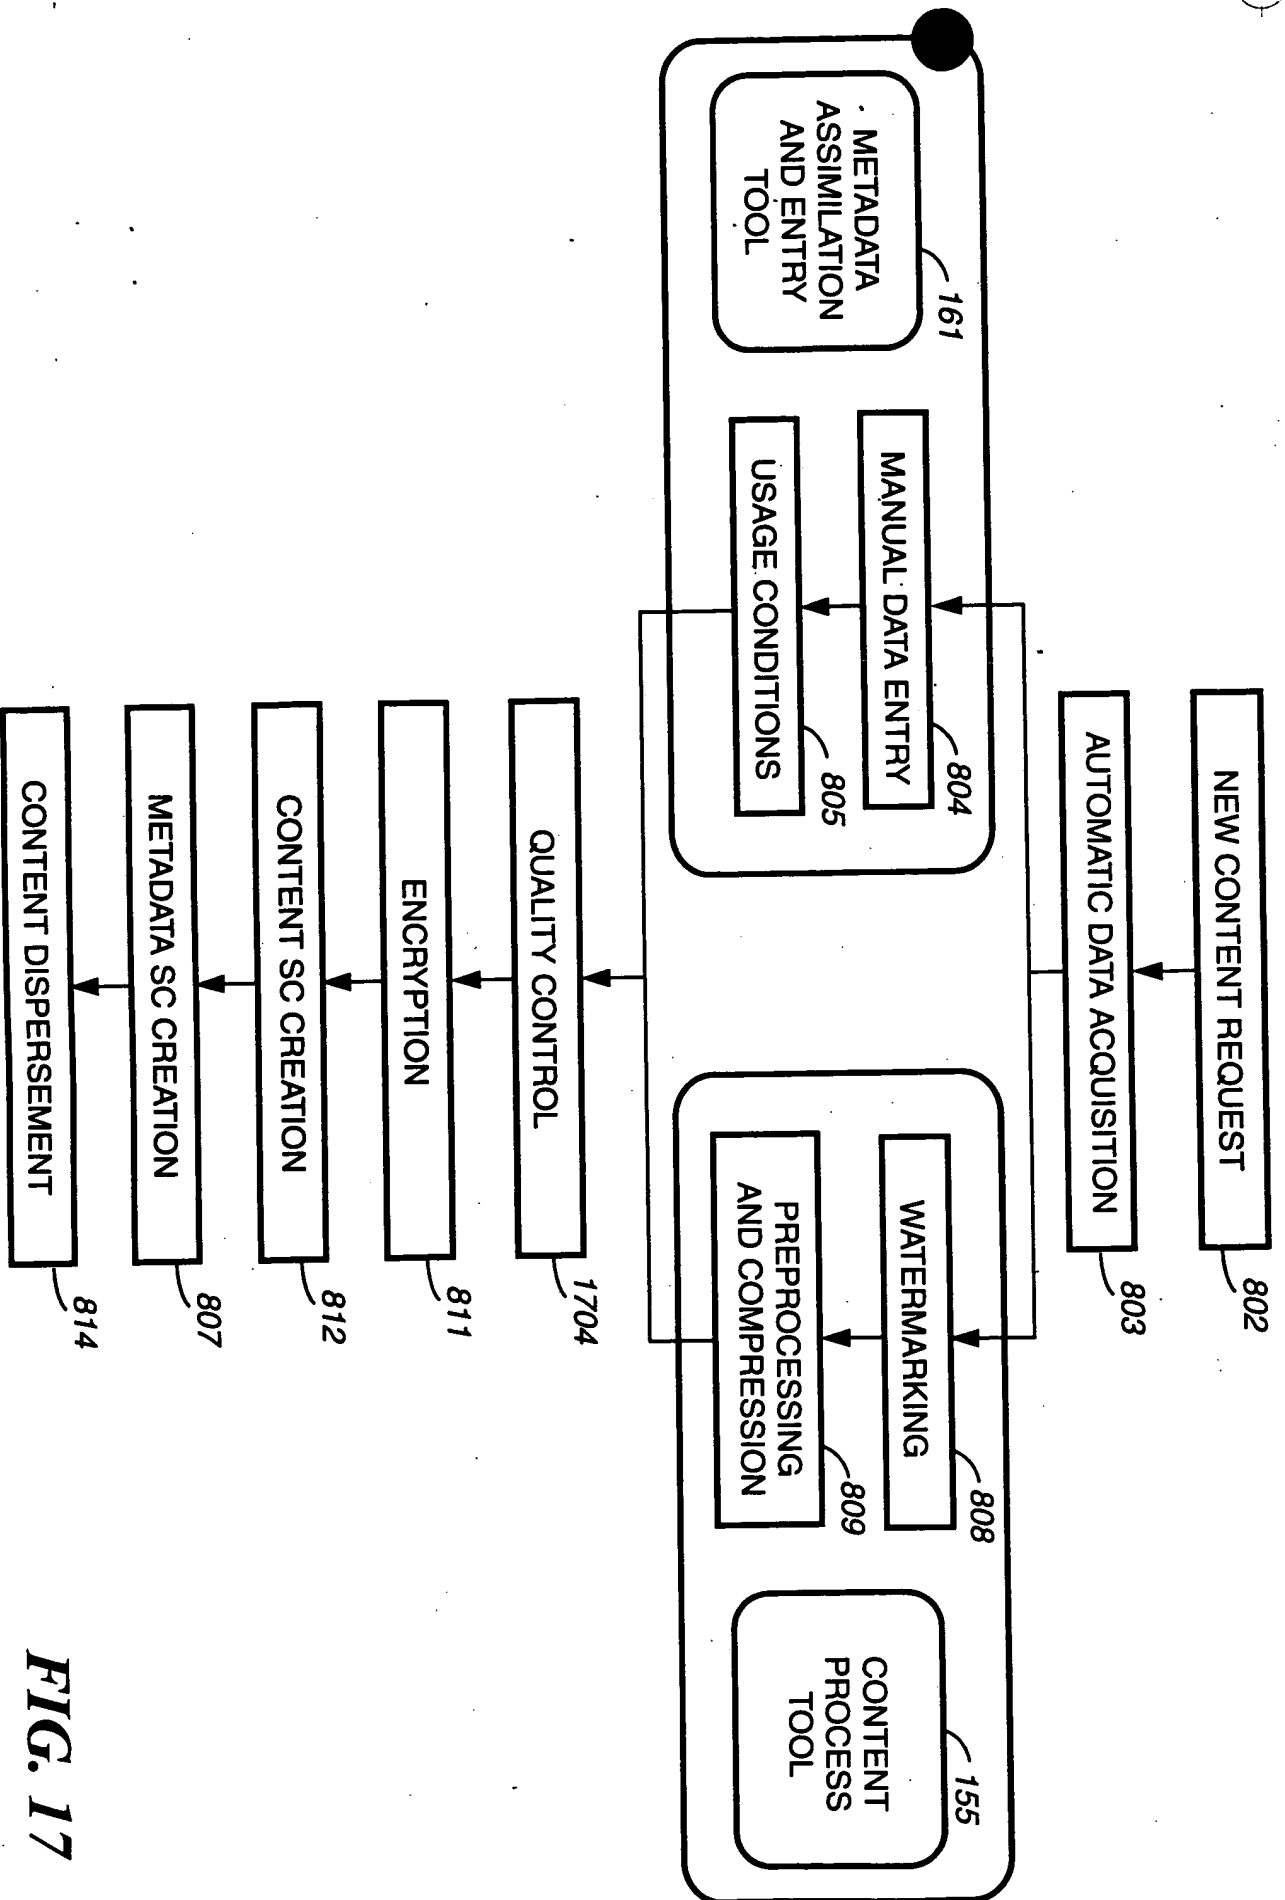 NEW CONTENT REQUEST
802
AUTOMATIC DATA ACQUISITION
803
METADATA
ASSIMILATION
AND ENTRY
TOOL
161
MANUAL DATA ENTRY
804
USAGE CONDITIONS
805
WATERMARKING
808
PREPROCESSING
AND COMPRESSION
809
CONTENT
PROCESS
TOOL
155
QUALITY CONTROL
1704
ENCRYPTION
811
CONTENT SC CREATION
812
METADATA SC CREATION
807
CONTENT DISPERSEMENT
814
FIG. 17